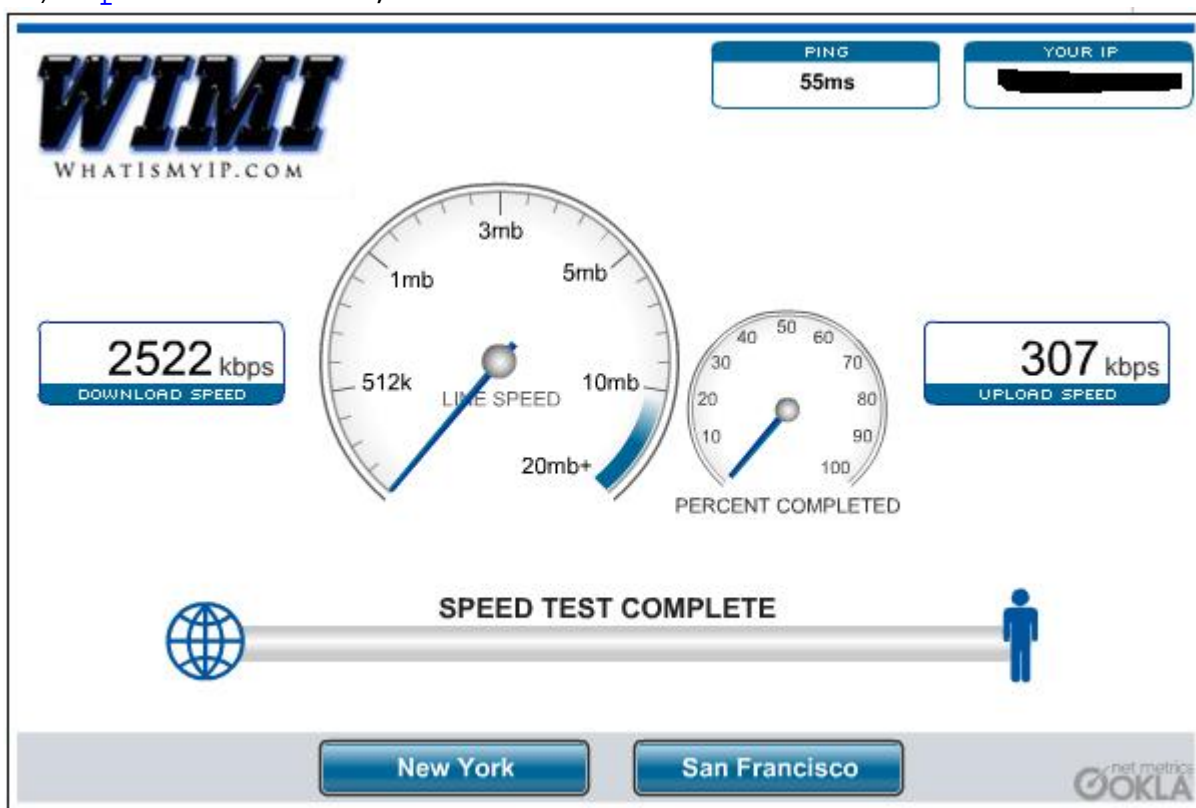 WIMI
WHATISMYIP.COM
PING
55ms
YOUR IP
3mb
1mb
5mb
512k
10mb
20mb+
LINE SPEED
2522 kbps
DOWNLOAD SPEED
50
40
60
30
70
20
80
10
90
100
PERCENT COMPLETED
307 kbps
UPLOAD SPEED
SPEED TEST COMPLETE
New York
San Francisco
net metrics
OOKLA